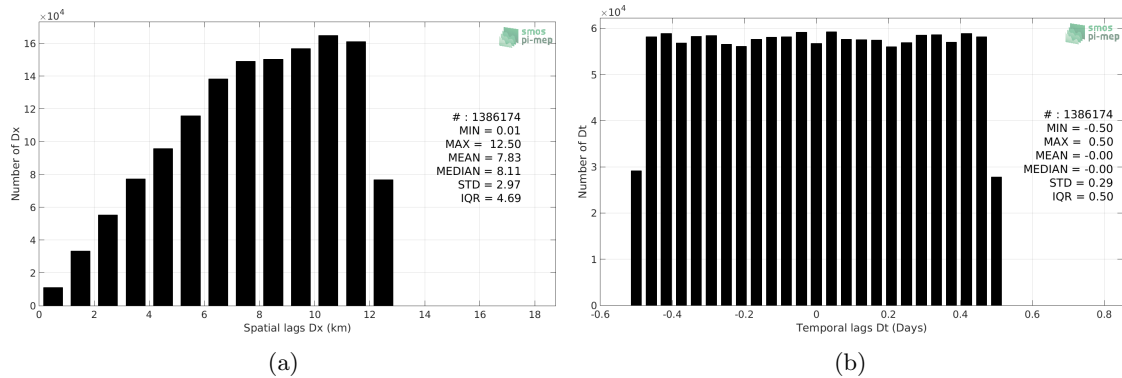 ×10⁴
16
14
12
10
8
6
4
2
0
0 2 4 6 8 10 12 14 16 18
Number of Dx
Spatial lags Dx (km)
smos
pi-mep
# : 1386174
MIN = 0.01
MAX = 12.50
MEAN = 7.83
MEDIAN = 8.11
STD = 2.97
IQR = 4.69
(a)
×10⁴
6
5
4
3
2
1
0
-0.6 -0.4 -0.2 0 0.2 0.4 0.6 0.8
Number of Dt
Temporal lags Dt (Days)
smos
pi-mep
# : 1386174
MIN = -0.50
MAX = 0.50
MEAN = -0.00
MEDIAN = -0.00
STD = 0.29
IQR = 0.50
(b)